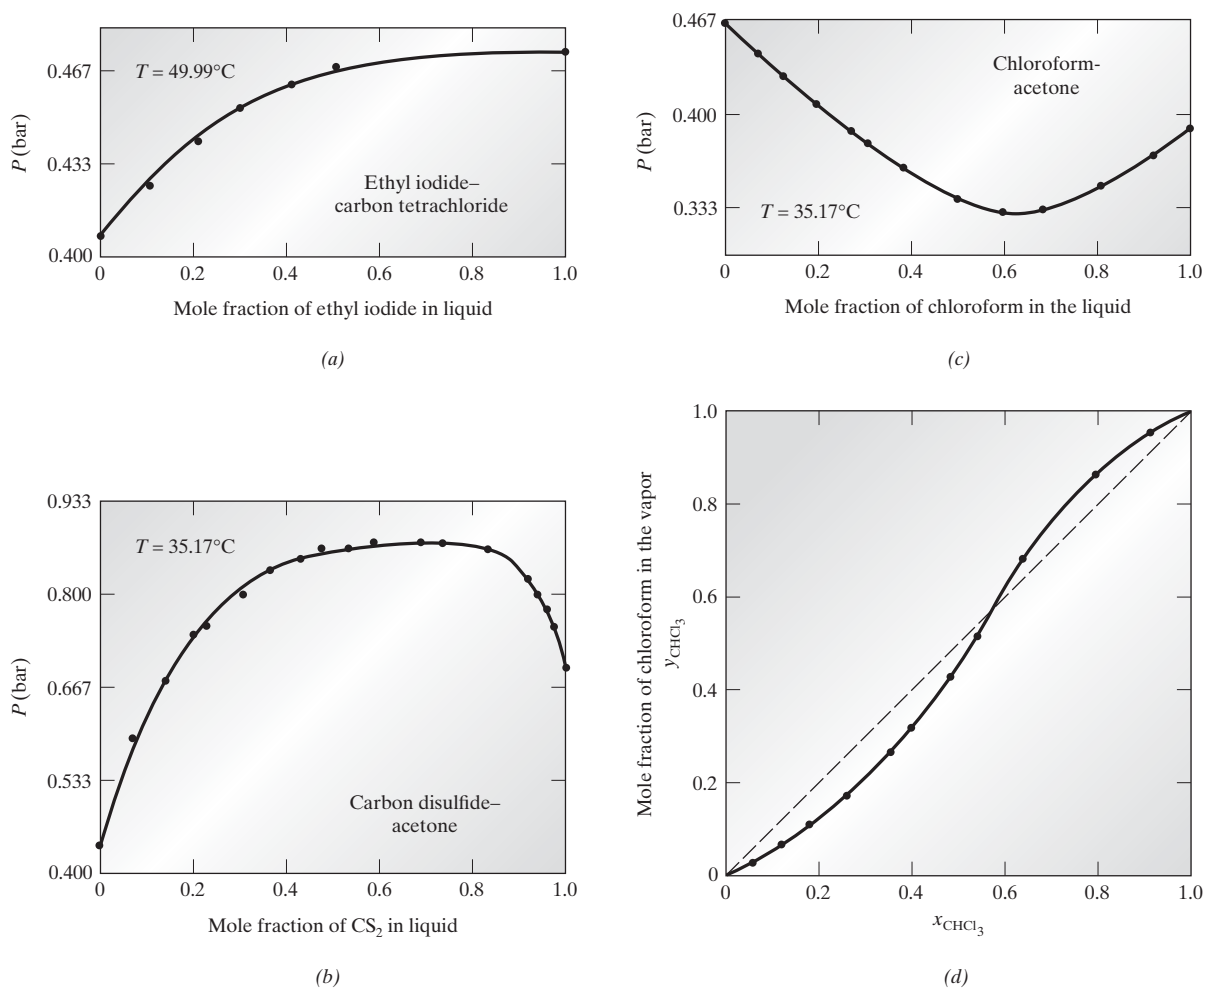 0.467
0.433
0.400
P (bar)
T = 49.99°C
Ethyl iodide–
carbon tetrachloride
0 0.2 0.4 0.6 0.8 1.0
Mole fraction of ethyl iodide in liquid
(a)
0.467
0.400
0.333
P (bar)
Chloroform-
acetone
T = 35.17°C
0 0.2 0.4 0.6 0.8 1.0
Mole fraction of chloroform in the liquid
(c)
0.933
0.800
0.667
0.533
0.400
P (bar)
T = 35.17°C
Carbon disulfide–
acetone
0 0.2 0.4 0.6 0.8 1.0
Mole fraction of CS₂ in liquid
(b)
1.0
0.8
0.6
0.4
0.2
0
Mole fraction of chloroform in the vapor
yCHCl₃
0 0.2 0.4 0.6 0.8 1.0
xCHCl₃
(d)